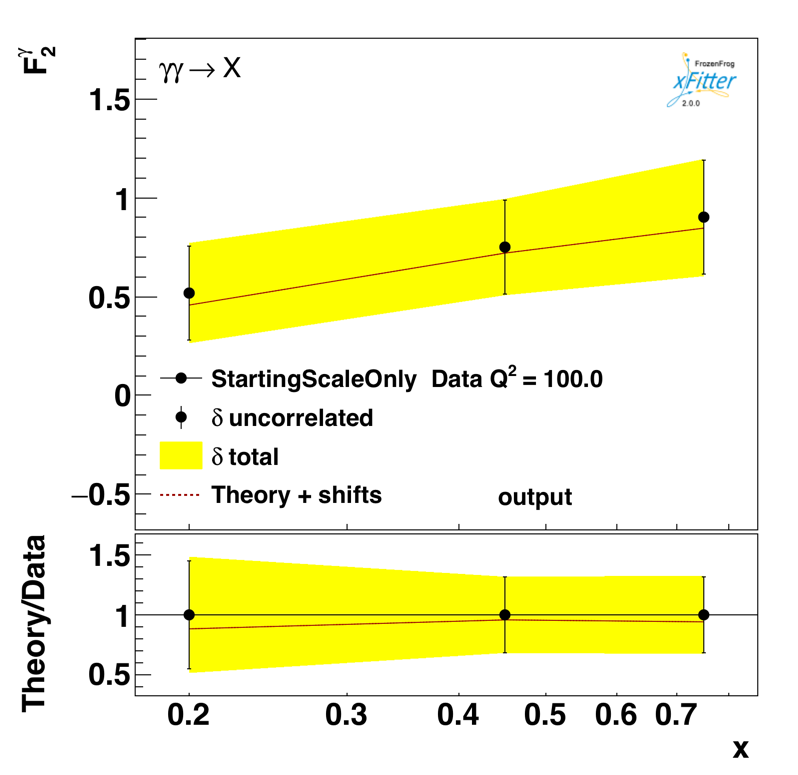 F₂^γ
γγ → X
FrozenFrog
xFitter
2.0.0
1.5
1
0.5
0
−0.5
StartingScaleOnly Data Q² = 100.0
δ uncorrelated
δ total
Theory + shifts
output
Theory/Data
1.5
1
0.5
0.2 0.3 0.4 0.5 0.6 0.7
x